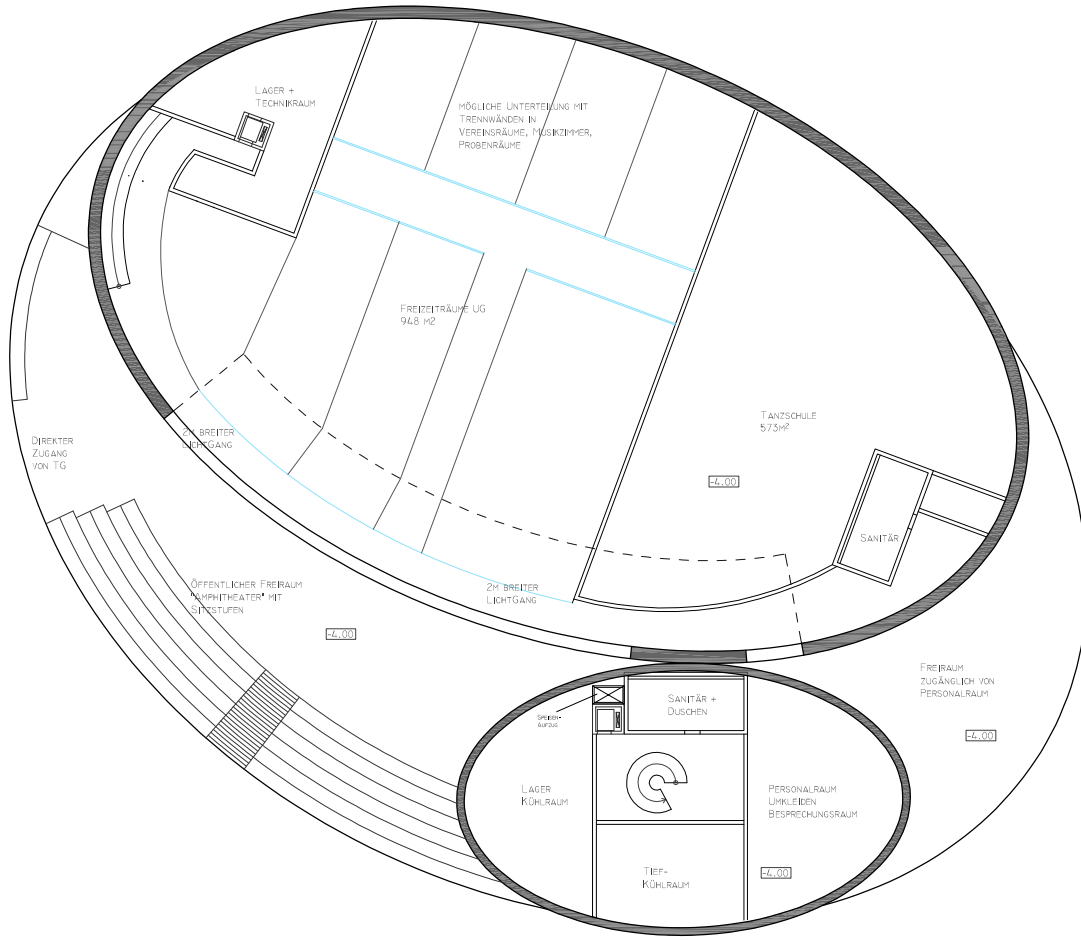 LAGER +
TECHNIKRAUM
MÖGLICHE UNTERTEILUNG MIT
TRENNWÄNDEN IN
VEREINSRÄUME, MUSIKZIMMER,
PROBENRÄUME
FREIZEITRÄUME UG
948 M2
TANZSCHULE
573M²
-4.00
2M BREITER
LICHTGANG
DIREKTER
ZUGANG
VON TG
SANITÄR
ÖFFENTLICHER FREIRAUM
"AMPHITHEATER" MIT
SITZSTUFEN
-4.00
2M BREITER
LICHTGANG
FREIRAUM
ZUGÄNGLICH VON
PERSONALRAUM
-4.00
SANITÄR +
DUSCHEN
SPEISEN-
AUFZUG
LAGER
KÜHLRAUM
PERSONALRAUM
UMKLEIDEN
BESPRECHUNGSRAUM
TIEF-
KÜHLRAUM
-4.00